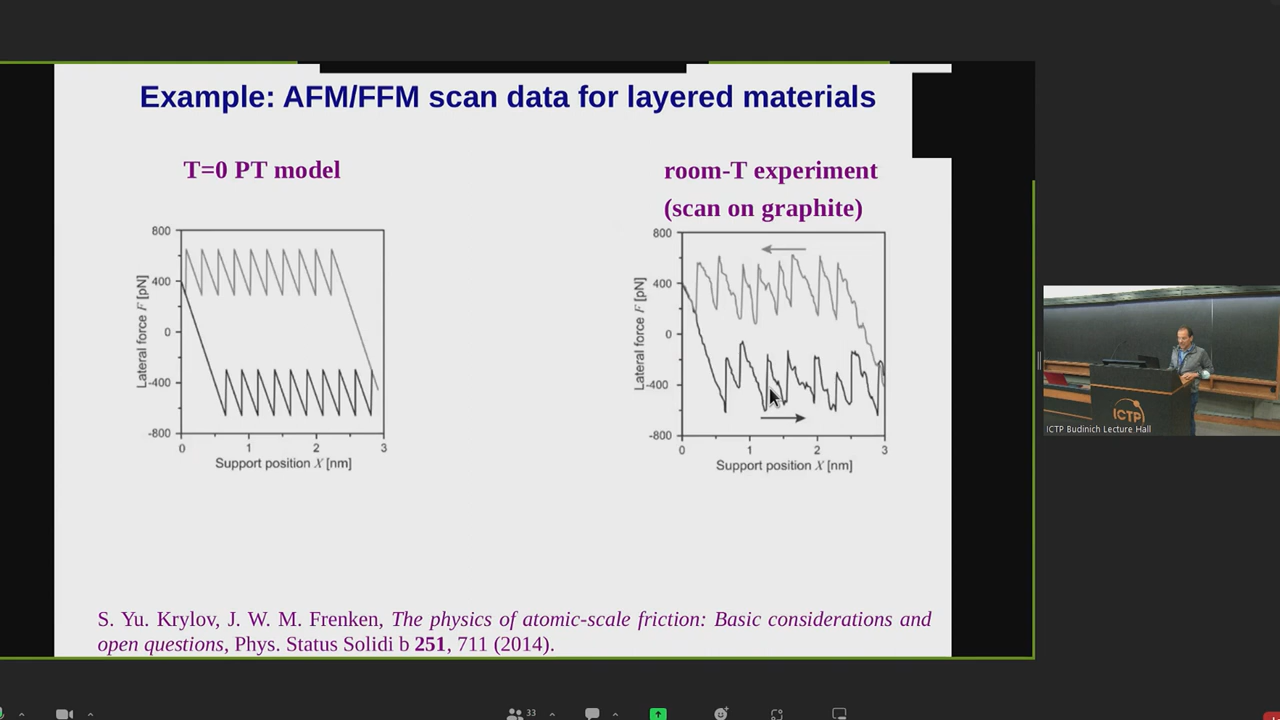 Example: AFM/FFM scan data for layered materials
T=0 PT model
room-T experiment
(scan on graphite)
800
400
0
-400
-800
Lateral force F [pN]
0 1 2 3
Support position X [nm]
800
400
0
-400
-800
Lateral force F [pN]
0 1 2 3
Support position X [nm]
S. Yu. Krylov, J. W. M. Frenken, The physics of atomic-scale friction: Basic considerations and
open questions, Phys. Status Solidi b 251, 711 (2014).
ICTP
ICTP Budinich Lecture Hall
33